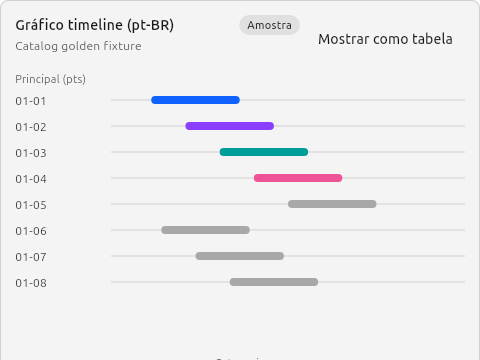 Gráfico timeline (pt-BR)
Amostra
Mostrar como tabela
Catalog golden fixture
Principal (pts)
01-01
01-02
01-03
01-04
01-05
01-06
01-07
01-08